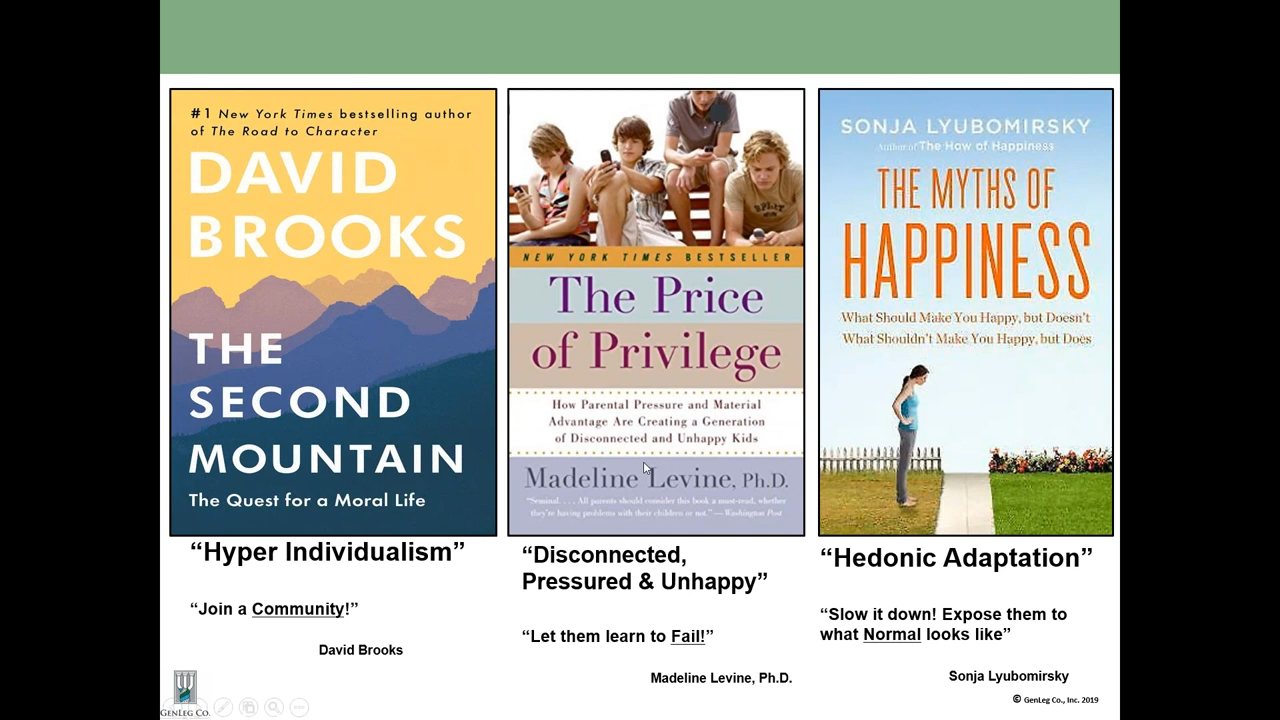 #1 New York Times bestselling author
of The Road to Character
DAVID
BROOKS
THE
SECOND
MOUNTAIN
The Quest for a Moral Life
“Hyper Individualism”
“Join a Community!”
David Brooks
NEW YORK TIMES BESTSELLER
The Price
of Privilege
How Parental Pressure and Material
Advantage Are Creating a Generation
of Disconnected and Unhappy Kids
Madeline Levine, Ph.D.
“Seminal. . . . All parents should consider this book a must-read, whether
they're having problems with their children or not.” —Washington Post
“Disconnected,
Pressured & Unhappy”
“Let them learn to Fail!”
Madeline Levine, Ph.D.
SONJA LYUBOMIRSKY
Author of The How of Happiness
THE MYTHS OF
HAPPINESS
What Should Make You Happy, but Doesn't
What Shouldn't Make You Happy, but Does
“Hedonic Adaptation”
“Slow it down! Expose them to
what Normal looks like”
Sonja Lyubomirsky
© GenLeg Co., Inc. 2019
GENLEG CO.